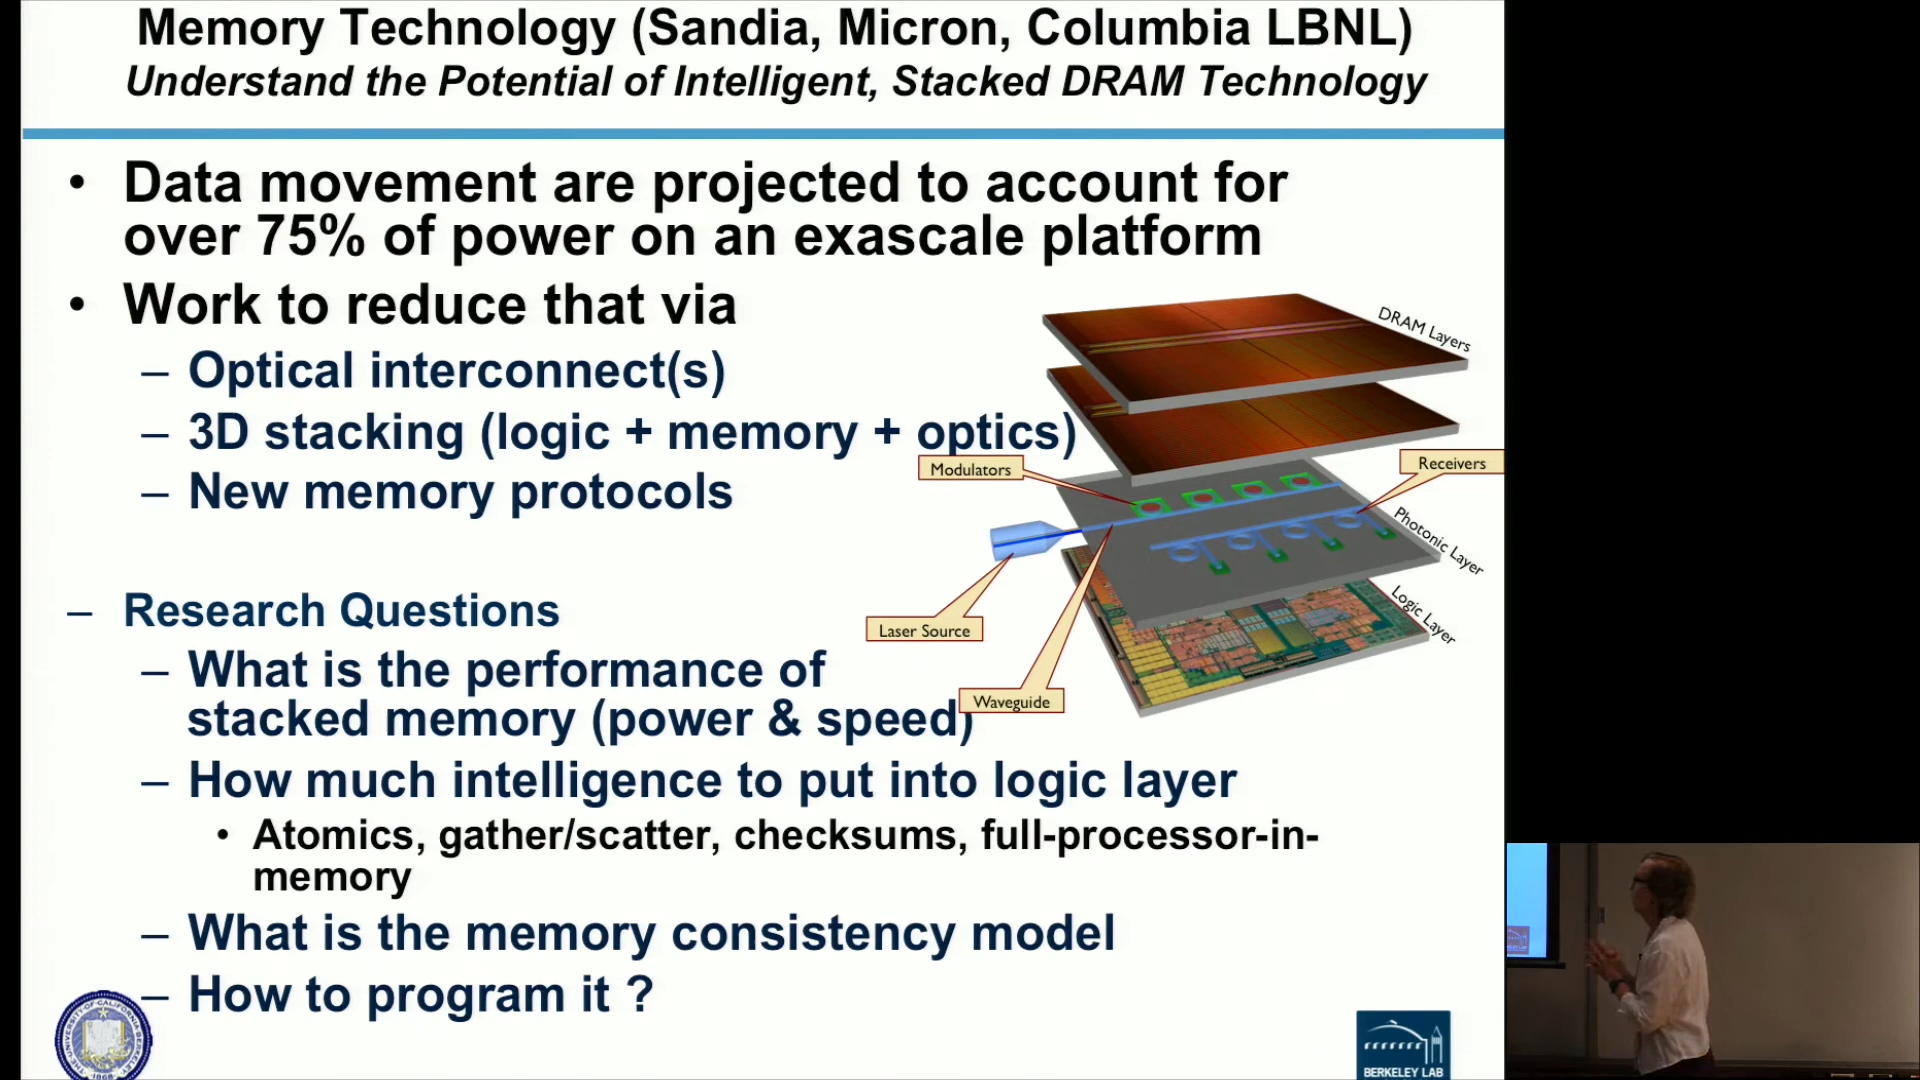 Memory Technology (Sandia, Micron, Columbia LBNL)
Understand the Potential of Intelligent, Stacked DRAM Technology
• Data movement are projected to account for
over 75% of power on an exascale platform
• Work to reduce that via
– Optical interconnect(s)
– 3D stacking (logic + memory + optics)
– New memory protocols
DRAM Layers
Modulators
Receivers
Photonic Layer
Logic Layer
Laser Source
Waveguide
– Research Questions
– What is the performance of
stacked memory (power & speed)
– How much intelligence to put into logic layer
• Atomics, gather/scatter, checksums, full-processor-in-
memory
– What is the memory consistency model
– How to program it ?
BERKELEY LAB